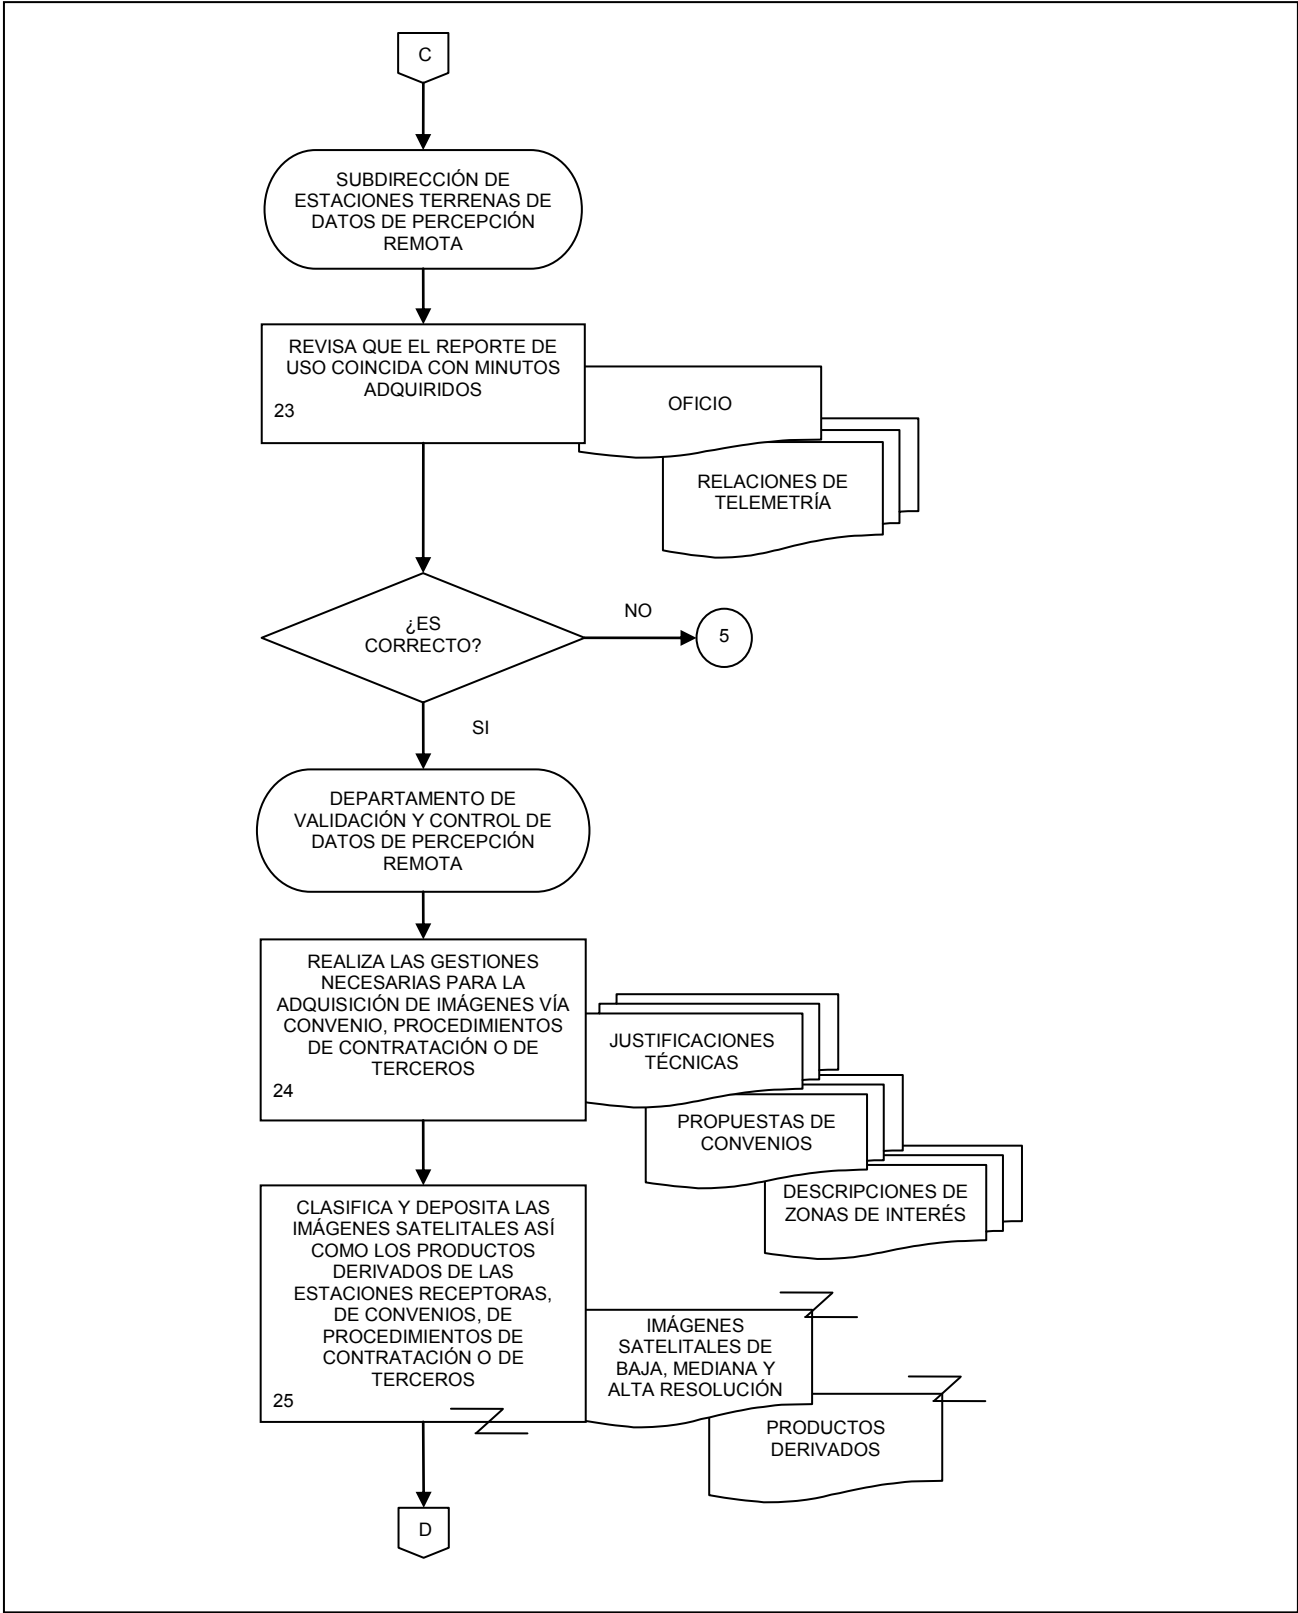 C
SUBDIRECCIÓN DE
ESTACIONES TERRENAS DE
DATOS DE PERCEPCIÓN
REMOTA
REVISA QUE EL REPORTE DE
USO COINCIDA CON MINUTOS
ADQUIRIDOS
23
OFICIO
RELACIONES DE
TELEMETRÍA
¿ES
CORRECTO?
NO
5
SI
DEPARTAMENTO DE
VALIDACIÓN Y CONTROL DE
DATOS DE PERCEPCIÓN
REMOTA
REALIZA LAS GESTIONES
NECESARIAS PARA LA
ADQUISICIÓN DE IMÁGENES VÍA
CONVENIO, PROCEDIMIENTOS
DE CONTRATACIÓN O DE
TERCEROS
24
JUSTIFICACIONES
TÉCNICAS
PROPUESTAS DE
CONVENIOS
DESCRIPCIONES DE
ZONAS DE INTERÉS
CLASIFICA Y DEPOSITA LAS
IMÁGENES SATELITALES ASÍ
COMO LOS PRODUCTOS
DERIVADOS DE LAS
ESTACIONES RECEPTORAS,
DE CONVENIOS, DE
PROCEDIMIENTOS DE
CONTRATACIÓN O DE
TERCEROS
25
IMÁGENES
SATELITALES DE
BAJA, MEDIANA Y
ALTA RESOLUCIÓN
PRODUCTOS
DERIVADOS
D